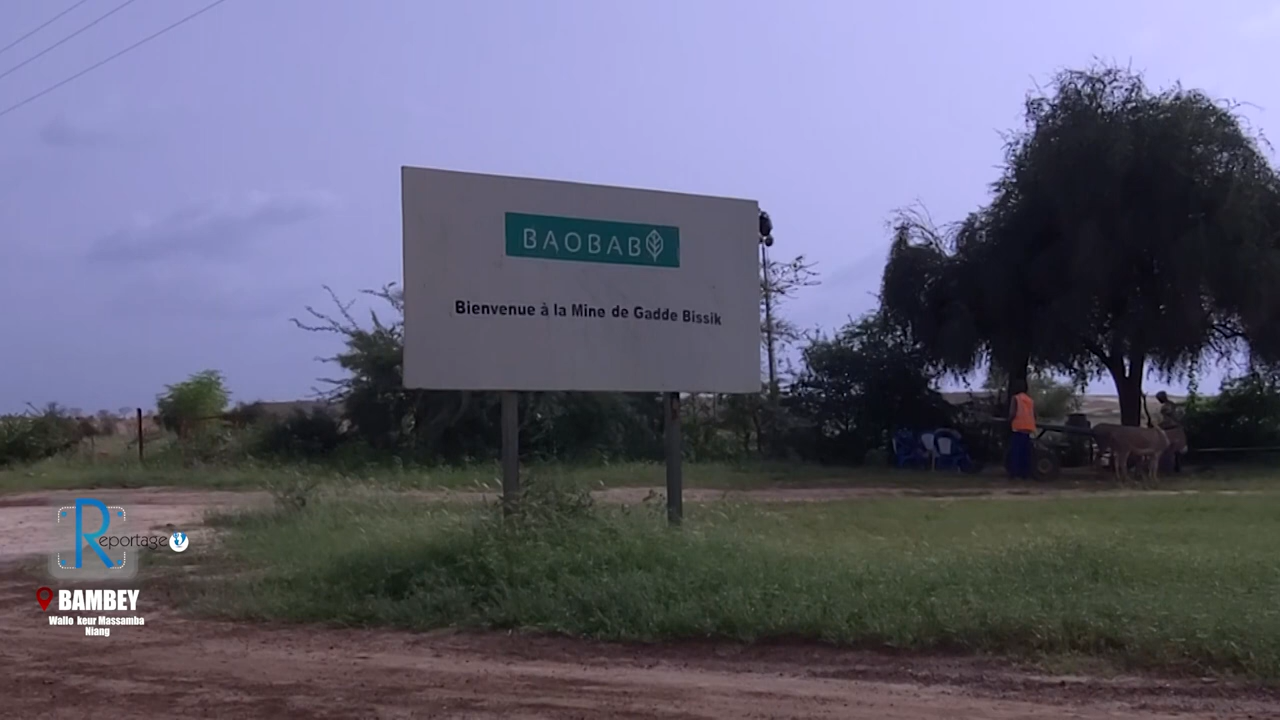 BAOBAB
Bienvenue à la Mine de Gadde Bissik
Reportage
BAMBEY
Wallo keur Massamba
Niang